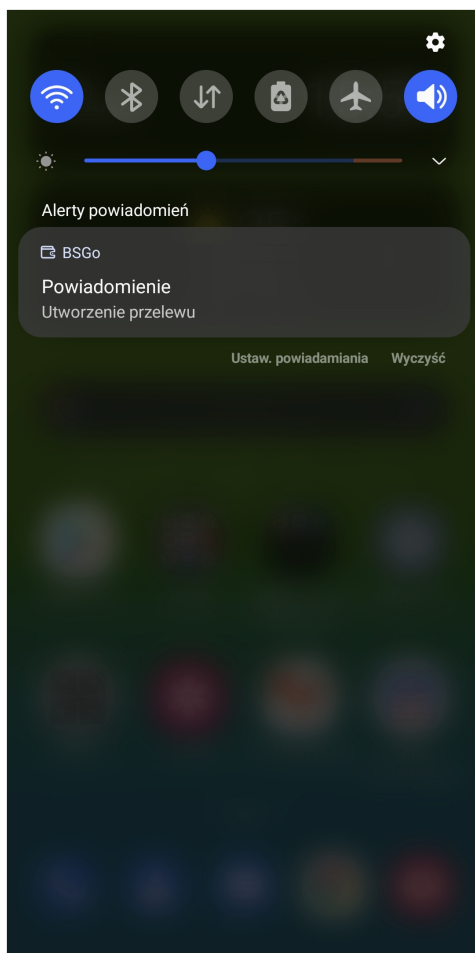 Alerty powiadomień
BSGo
Powiadomienie
Utworzenie przelewu
Ustaw. powiadamiania Wyczyść